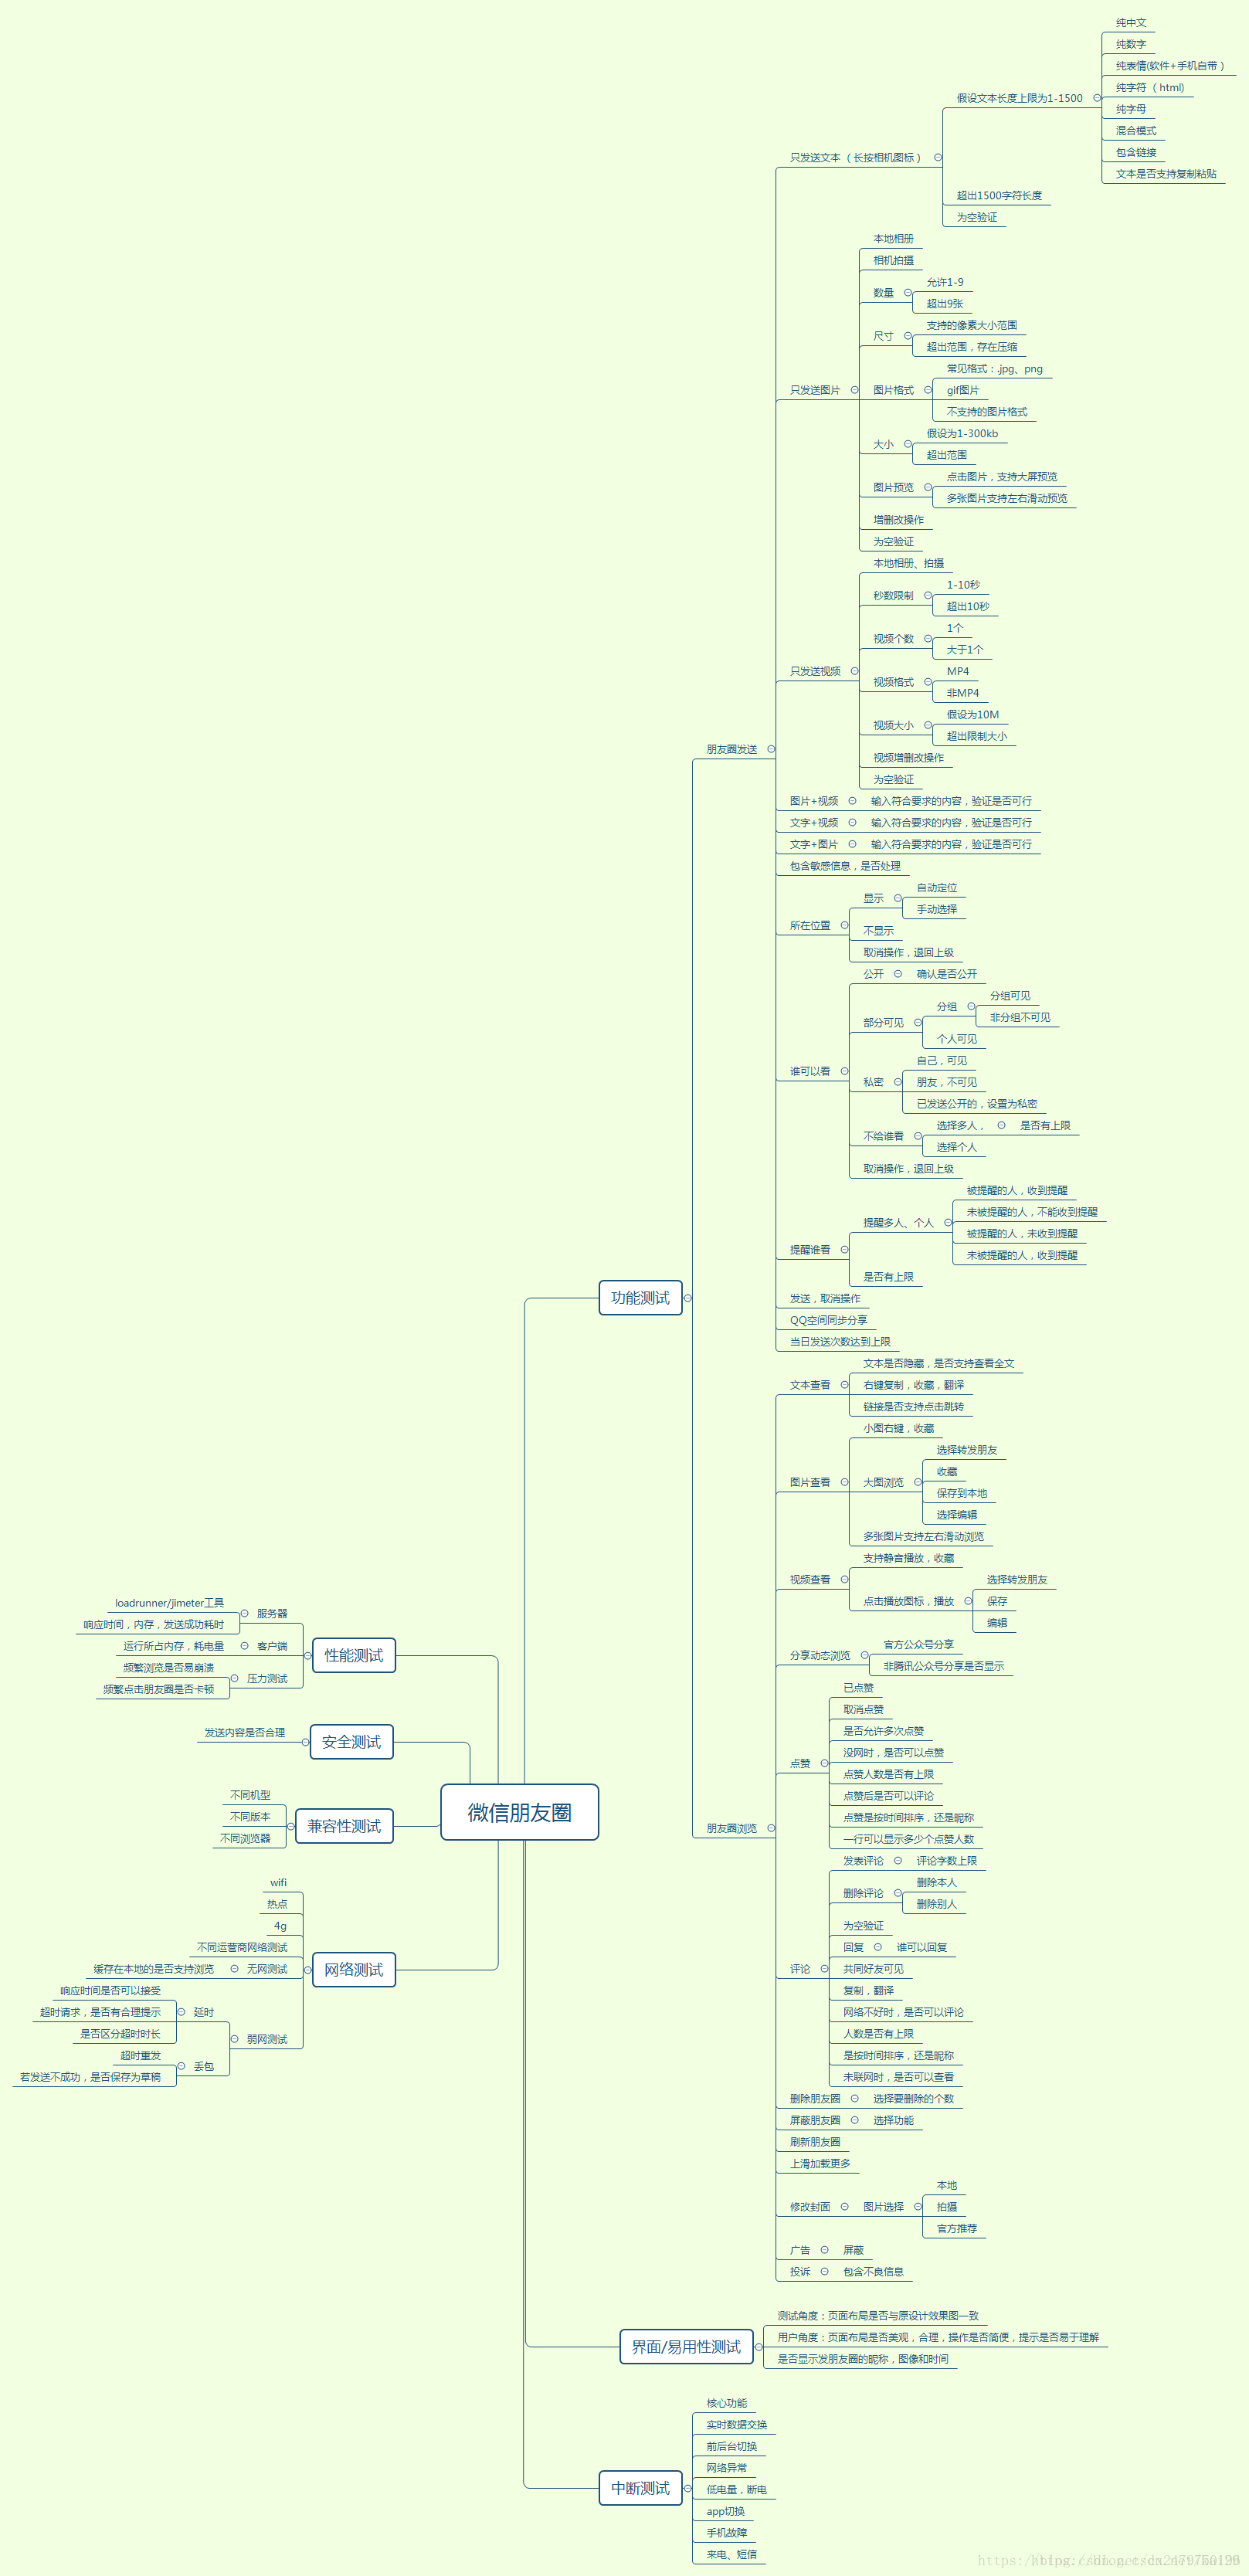 微信朋友圈
功能测试
朋友圈发送
只发送文本（长按相机图标）
假设文本长度上限为1-1500
纯中文
纯数字
纯表情(软件+手机自带）
纯字符（html)
纯字母
混合模式
包含链接
文本是否支持复制粘贴
超出1500字符长度
为空验证
只发送图片
本地相册
相机拍摄
数量
允许1-9
超出9张
尺寸
支持的像素大小范围
超出范围，存在压缩
图片格式
常见格式：.jpg、png
gif图片
不支持的图片格式
大小
假设为1-300kb
超出范围
图片预览
点击图片，支持大屏预览
多张图片支持左右滑动预览
增删改操作
为空验证
只发送视频
本地相册、拍摄
秒数限制
1-10秒
超出10秒
视频个数
1个
大于1个
视频格式
MP4
非MP4
视频大小
假设为10M
超出限制大小
视频增删改操作
为空验证
图片+视频
输入符合要求的内容，验证是否可行
文字+视频
输入符合要求的内容，验证是否可行
文字+图片
输入符合要求的内容，验证是否可行
包含敏感信息，是否处理
所在位置
显示
自动定位
手动选择
不显示
取消操作，退回上级
谁可以看
公开
确认是否公开
部分可见
分组
分组可见
非分组不可见
个人可见
私密
自己，可见
朋友，不可见
已发送公开的，设置为私密
不给谁看
选择多人，
是否有上限
选择个人
取消操作，退回上级
提醒谁看
提醒多人、个人
被提醒的人，收到提醒
未被提醒的人，不能收到提醒
被提醒的人，未收到提醒
未被提醒的人，收到提醒
是否有上限
发送，取消操作
QQ空间同步分享
当日发送次数达到上限
朋友圈浏览
文本查看
文本是否隐藏，是否支持查看全文
右键复制，收藏，翻译
链接是否支持点击跳转
图片查看
小图右键，收藏
大图浏览
选择转发朋友
收藏
保存到本地
选择编辑
多张图片支持左右滑动浏览
视频查看
支持静音播放，收藏
点击播放图标，播放
选择转发朋友
保存
编辑
分享动态浏览
官方公众号分享
非腾讯公众号分享是否显示
点赞
已点赞
取消点赞
是否允许多次点赞
没网时，是否可以点赞
点赞人数是否有上限
点赞后是否可以评论
点赞是按时间排序，还是昵称
一行可以显示多少个点赞人数
评论
发表评论
评论字数上限
删除评论
删除本人
删除别人
为空验证
回复
谁可以回复
共同好友可见
复制，翻译
网络不好时，是否可以评论
人数是否有上限
是按时间排序，还是昵称
未联网时，是否可以查看
删除朋友圈
选择要删除的个数
屏蔽朋友圈
选择功能
刷新朋友圈
上滑加载更多
修改封面
图片选择
本地
拍摄
官方推荐
广告
屏蔽
投诉
包含不良信息
界面/易用性测试
测试角度：页面布局是否与原设计效果图一致
用户角度：页面布局是否美观，合理，操作是否简便，提示是否易于理解
是否显示发朋友圈的昵称，图像和时间
中断测试
核心功能
实时数据交换
前后台切换
网络异常
低电量，断电
app切换
手机故障
来电、短信
性能测试
服务器
loadrunner/jimeter工具
响应时间，内存，发送成功耗时
客户端
运行所占内存，耗电量
压力测试
频繁浏览是否易崩溃
频繁点击朋友圈是否卡顿
安全测试
发送内容是否合理
兼容性测试
不同机型
不同版本
不同浏览器
网络测试
wifi
热点
4g
不同运营商网络测试
无网测试
缓存在本地的是否支持浏览
弱网测试
延时
响应时间是否可以接受
超时请求，是否有合理提示
是否区分超时时长
丢包
超时重发
若发送不成功，是否保存为草稿